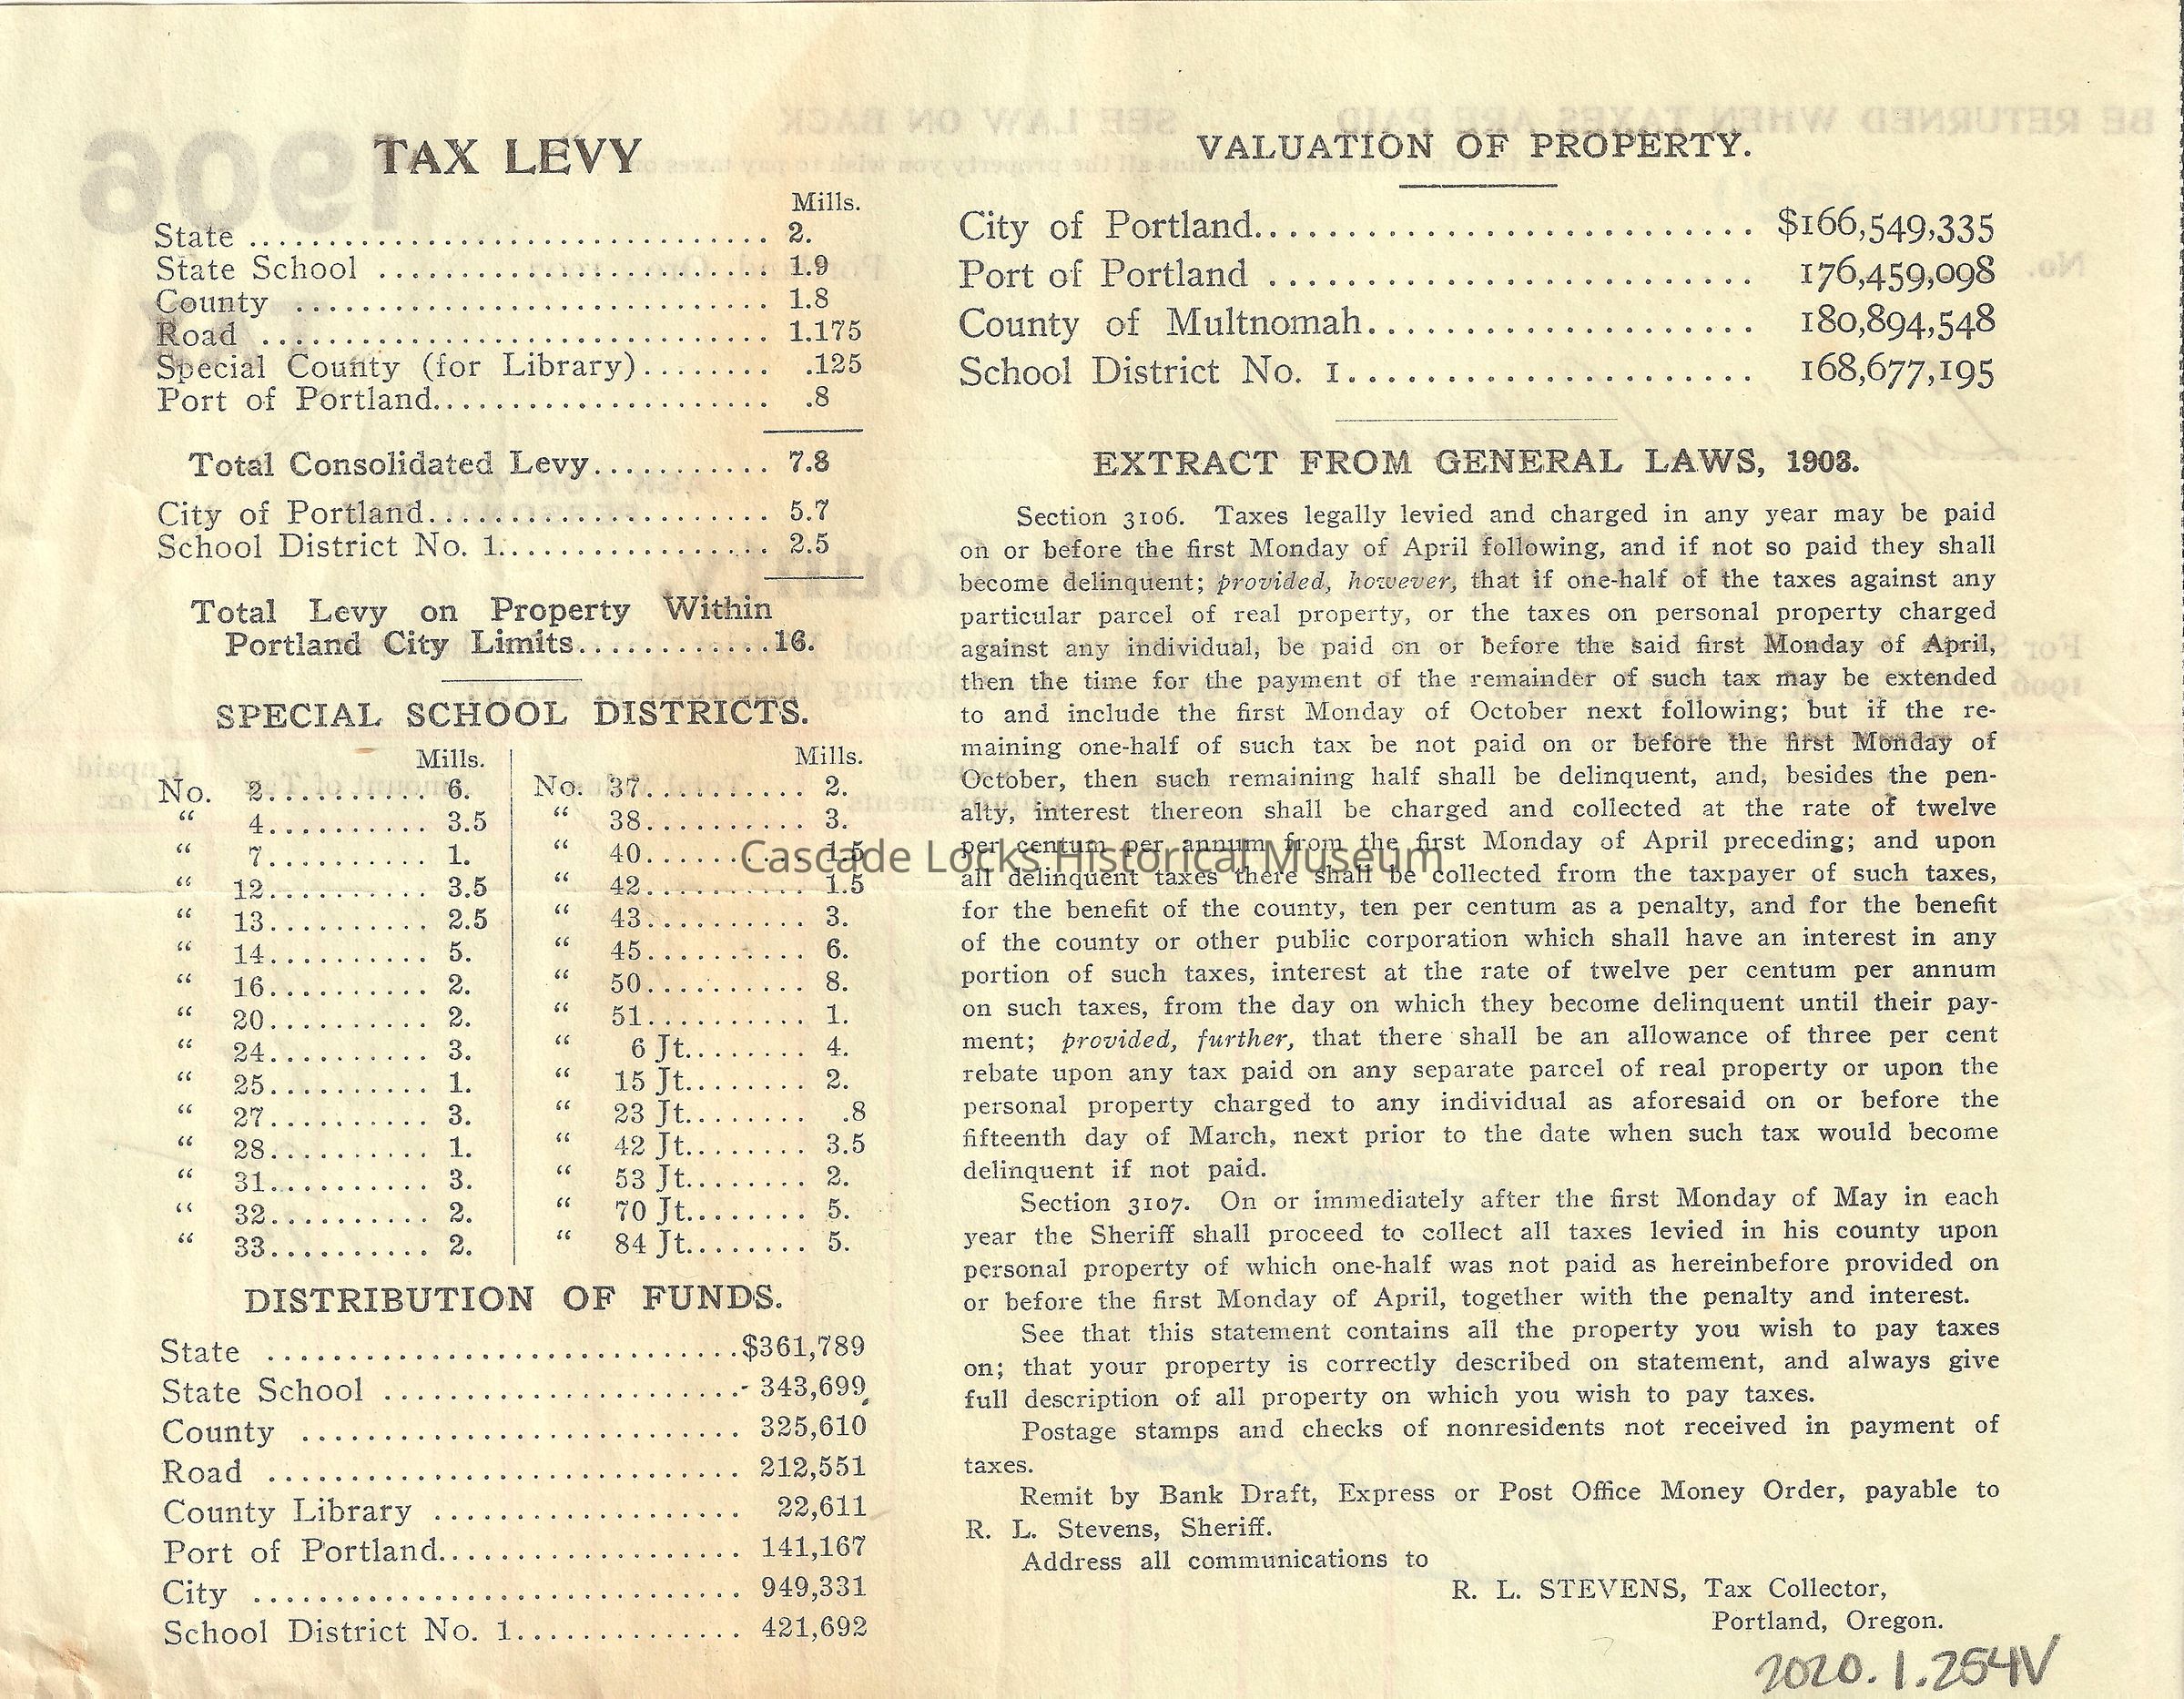 TAX LEVY
Mills.
State .................................. 2.
State School .......................... 1.9
County ............................... 1.8
Road ................................. 1.175
Special County (for Library)........ .125
Port of Portland...................... .8
Total Consolidated Levy............ 7.8
City of Portland....................... 5.7
School District No. 1.................. 2.5
Total Levy on Property Within
Portland City Limits............16.
SPECIAL SCHOOL DISTRICTS.
Mills. Mills.
No. 2.......... 6. No. 37.......... 2.
“ 4.......... 3.5 “ 38.......... 3.
“ 7.......... 1. “ 40.......... 1.5
“ 12.......... 3.5 “ 42.......... 1.5
“ 13.......... 2.5 “ 43.......... 3.
“ 14.......... 5. “ 45.......... 6.
“ 16.......... 2. “ 50.......... 8.
“ 20.......... 2. “ 51.......... 1.
“ 24.......... 3. “ 6 Jt........ 4.
“ 25.......... 1. “ 15 Jt........ 2.
“ 27.......... 3. “ 23 Jt........ .8
“ 28.......... 1. “ 42 Jt........ 3.5
“ 31.......... 3. “ 53 Jt........ 2.
“ 32.......... 2. “ 70 Jt........ 5.
“ 33.......... 2. “ 84 Jt........ 5.
DISTRIBUTION OF FUNDS.
State ..............................$361,789
State School ....................... 343,699
County ............................ 325,610
Road .............................. 212,551
County Library .................... 22,611
Port of Portland.................... 141,167
City ............................... 949,331
School District No. 1............... 421,692
VALUATION OF PROPERTY.
City of Portland........................... $166,549,335
Port of Portland .......................... 176,459,098
County of Multnomah..................... 180,894,548
School District No. 1...................... 168,677,195
EXTRACT FROM GENERAL LAWS, 1903.
Section 3106. Taxes legally levied and charged in any year may be paid
on or before the first Monday of April following, and if not so paid they shall
become delinquent; provided, however, that if one-half of the taxes against any
particular parcel of real property, or the taxes on personal property charged
against any individual, be paid on or before the said first Monday of April,
then the time for the payment of the remainder of such tax may be extended
to and include the first Monday of October next following; but if the re-
maining one-half of such tax be not paid on or before the first Monday of
October, then such remaining half shall be delinquent, and, besides the pen-
alty, interest thereon shall be charged and collected at the rate of twelve
per centum per annum from the first Monday of April preceding; and upon
all delinquent taxes there shall be collected from the taxpayer of such taxes,
for the benefit of the county, ten per centum as a penalty, and for the benefit
of the county or other public corporation which shall have an interest in any
portion of such taxes, interest at the rate of twelve per centum per annum
on such taxes, from the day on which they become delinquent until their pay-
ment; provided, further, that there shall be an allowance of three per cent
rebate upon any tax paid on any separate parcel of real property or upon the
personal property charged to any individual as aforesaid on or before the
fifteenth day of March, next prior to the date when such tax would become
delinquent if not paid.
Section 3107. On or immediately after the first Monday of May in each
year the Sheriff shall proceed to collect all taxes levied in his county upon
personal property of which one-half was not paid as hereinbefore provided on
or before the first Monday of April, together with the penalty and interest.
See that this statement contains all the property you wish to pay taxes
on; that your property is correctly described on statement, and always give
full description of all property on which you wish to pay taxes.
Postage stamps and checks of nonresidents not received in payment of
taxes.
Remit by Bank Draft, Express or Post Office Money Order, payable to
R. L. Stevens, Sheriff.
Address all communications to
R. L. STEVENS, Tax Collector,
Portland, Oregon.
2020.1.254V
Cascade Locks Historical Museum